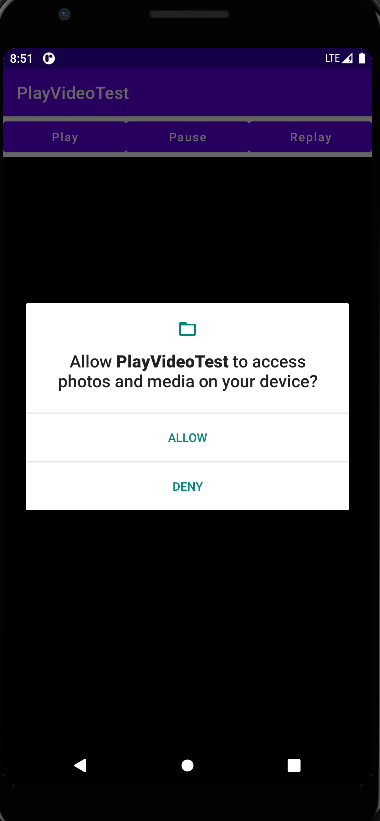 8:51 LTE
PlayVideoTest
Play Pause Replay
Allow PlayVideoTest to access
photos and media on your device?
ALLOW
DENY